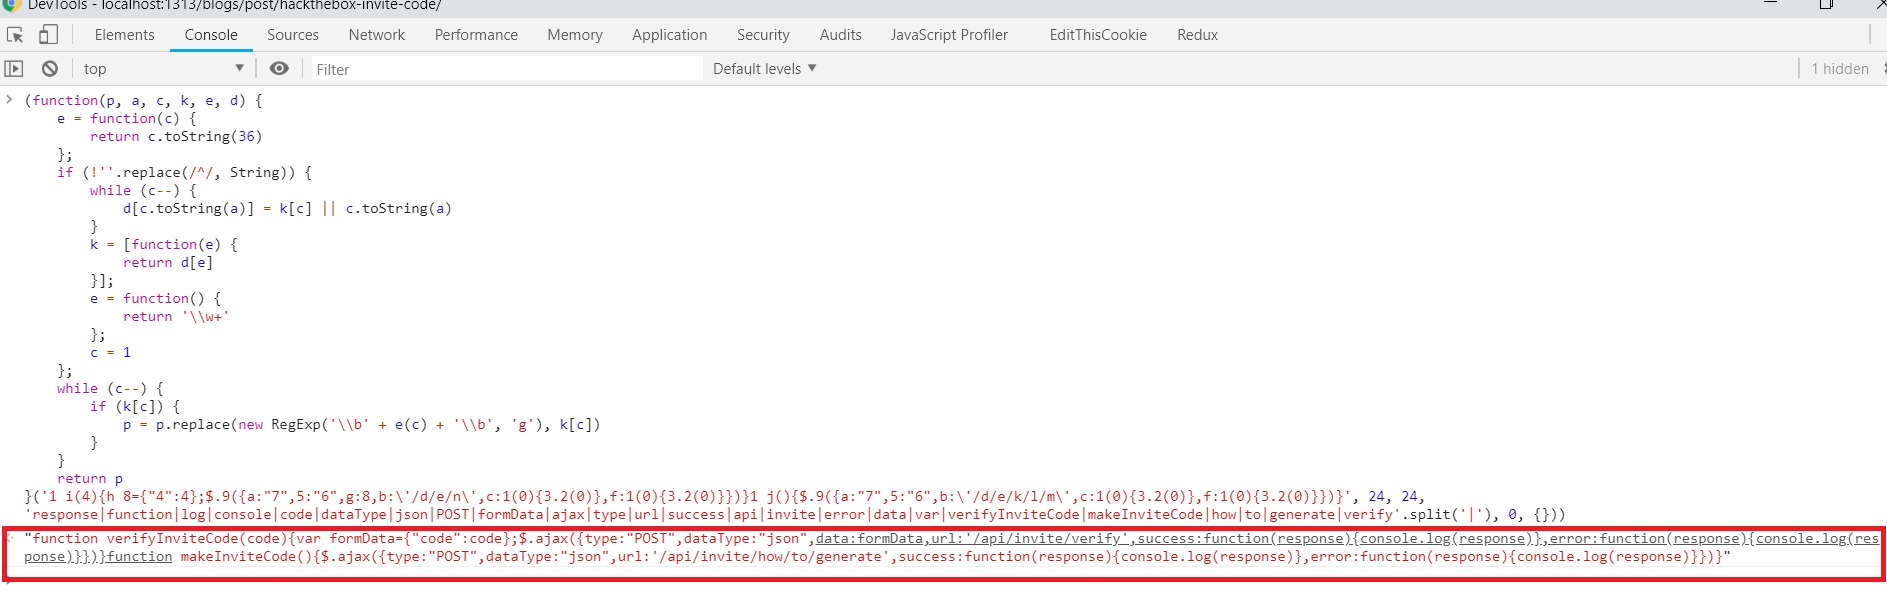 DevTools - localhost:1313/blogs/post/hackthebox-invite-code/
Elements Console Sources Network Performance Memory Application Security Audits JavaScript Profiler EditThisCookie Redux
top ▼ Filter Default levels ▼ 1 hidden
> (function(p, a, c, k, e, d) {
    e = function(c) {
        return c.toString(36)
    };
    if (!''.replace(/^/, String)) {
        while (c--) {
            d[c.toString(a)] = k[c] || c.toString(a)
        }
        k = [function(e) {
            return d[e]
        }];
        e = function() {
            return '\\w+'
        };
        c = 1
    };
    while (c--) {
        if (k[c]) {
            p = p.replace(new RegExp('\\b' + e(c) + '\\b', 'g'), k[c])
        }
    }
    return p
}('1 i(4){h 8={"4":4};$.9({a:"7",5:"6",g:8,b:\'/d/e/n\',c:1(0){3.2(0)},f:1(0){3.2(0)}})}1 j(){$.9({a:"7",5:"6",b:\'/d/e/k/l/m\',c:1(0){3.2(0)},f:1(0){3.2(0)}})}', 24, 24,
'response|function|log|console|code|dataType|json|POST|formData|ajax|type|url|success|api|invite|error|data|var|verifyInviteCode|makeInviteCode|how|to|generate|verify'.split('|'), 0, {}))
"function verifyInviteCode(code){var formData={"code":code};$.ajax({type:"POST",dataType:"json",data:formData,url:'/api/invite/verify',success:function(response){console.log(response)},error:function(response){console.log(res
ponse)}})}function makeInviteCode(){$.ajax({type:"POST",dataType:"json",url:'/api/invite/how/to/generate',success:function(response){console.log(response)},error:function(response){console.log(response)}})}"